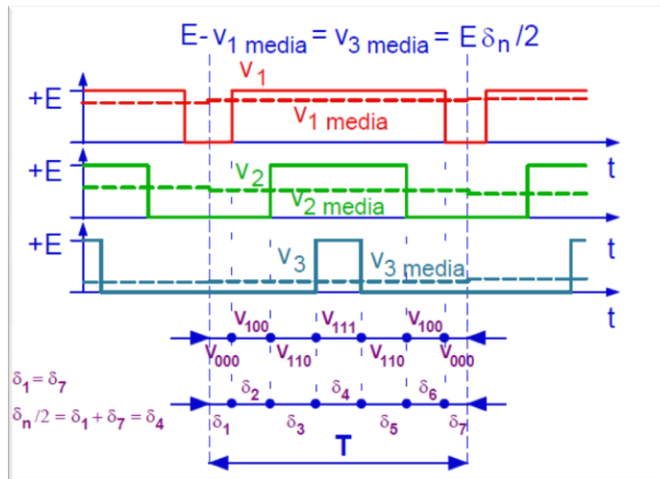 E-v1 media = v3 media = Eδn/2
+E v1
v1 media
t
+E v2
v2 media
t
+E v3 v3 media
t
V100 V111 V100
V000 V110 V110 V000
δ1 = δ7
δ2 δ4 δ6
δn/2 = δ1 + δ7 = δ4
δ1 δ3 δ5 δ7
T